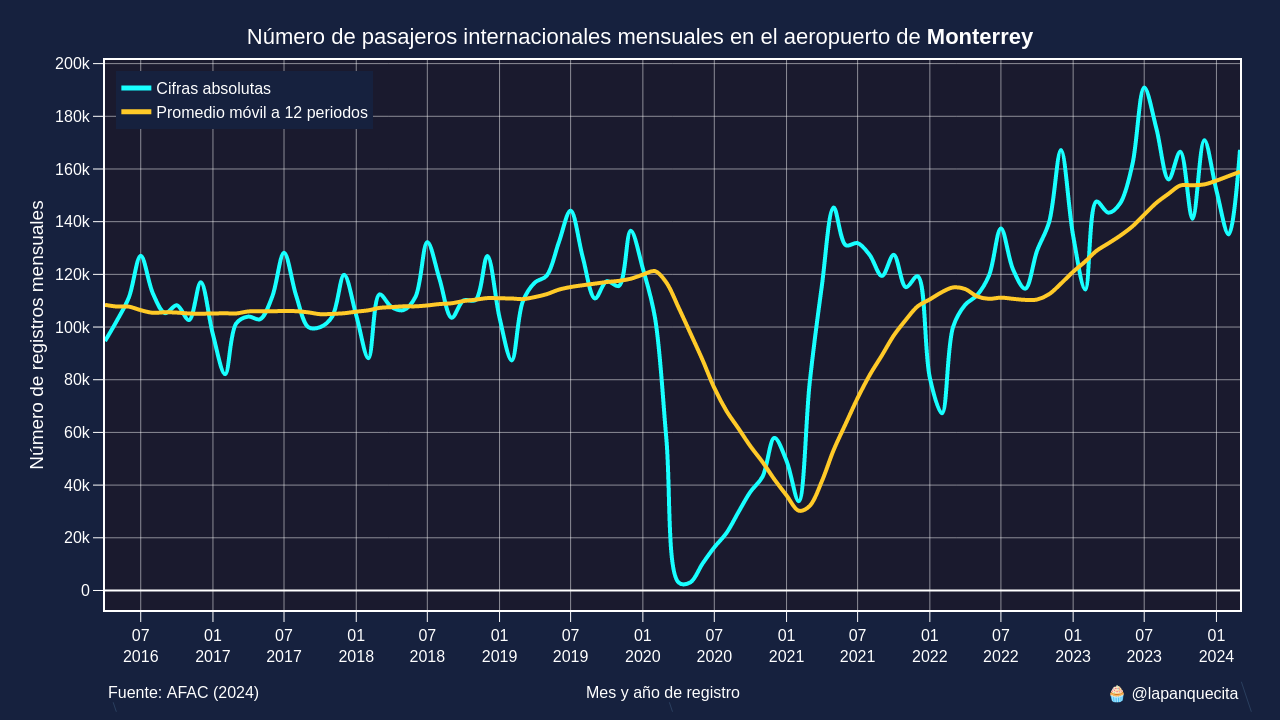 Número de pasajeros internacionales mensuales en el aeropuerto de Monterrey
Cifras absolutas
Promedio móvil a 12 periodos
Número de registros mensuales
200k
180k
160k
140k
120k
100k
80k
60k
40k
20k
0
07 01 07 01 07 01 07 01 07 01 07 01 07 01 07 01
2016 2017 2017 2018 2018 2019 2019 2020 2020 2021 2021 2022 2022 2023 2023 2024
Fuente: AFAC (2024)
Mes y año de registro
🧁 @lapanquecita